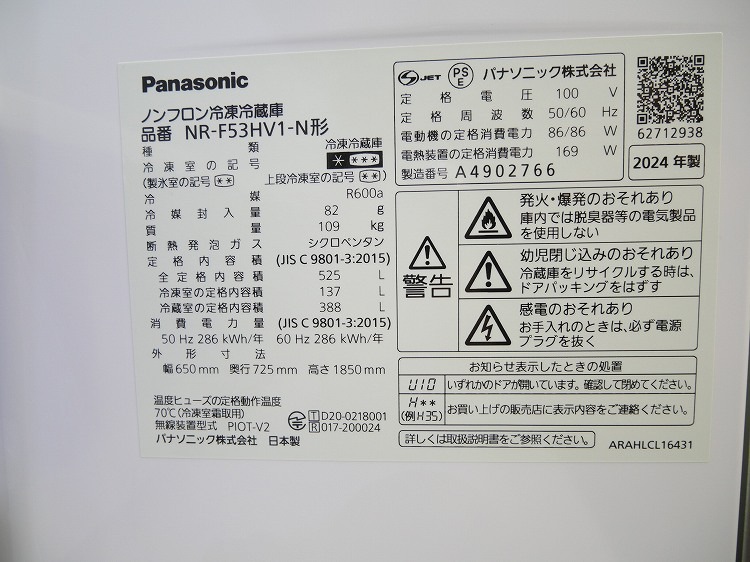 Panasonic
ノンフロン冷凍冷蔵庫
品番 NR-F53HV1-N形
種類 冷凍冷蔵庫
冷凍室の記号 * ***
(製氷室の記号 ** 上段冷凍室の記号 **)
冷媒 R600a
冷媒封入量 82 g
質量 109 kg
断熱発泡ガス シクロペンタン
定格内容積 (JIS C 9801-3:2015)
全定格内容積 525 L
冷凍室の定格内容積 137 L
冷蔵室の定格内容積 388 L
消費電力量 (JIS C 9801-3:2015)
50 Hz 286 kWh/年 60 Hz 286 kWh/年
外形寸法
幅 650 mm 奥行 725 mm 高さ 1850 mm
温度ヒューズの定格動作温度
70℃(冷凍室霜取用)
無線装置型式 PIOT-V2
パナソニック株式会社 日本製
T D20-0218001
R 017-200024
S JET PS E パナソニック株式会社
定格電圧 100 V
定格周波数 50/60 Hz
電動機の定格消費電力 86/86 W
電熱装置の定格消費電力 169 W
製造番号 A4902766
62712938
2024 年製
警告
発火・爆発のおそれあり
庫内では脱臭器等の電気製品
を使用しない
幼児閉じ込みのおそれあり
冷蔵庫をリサイクルする時は、
ドアパッキングをはずす
感電のおそれあり
お手入れのときは、必ず電源
プラグを抜く
お知らせ表示したときの処置
U10 いずれかのドアが開いています。確認して閉めてください。
H** (例H35) お買い上げの販売店に表示内容をご連絡ください。
詳しくは取扱説明書をご参照ください。
ARAHLCL16431